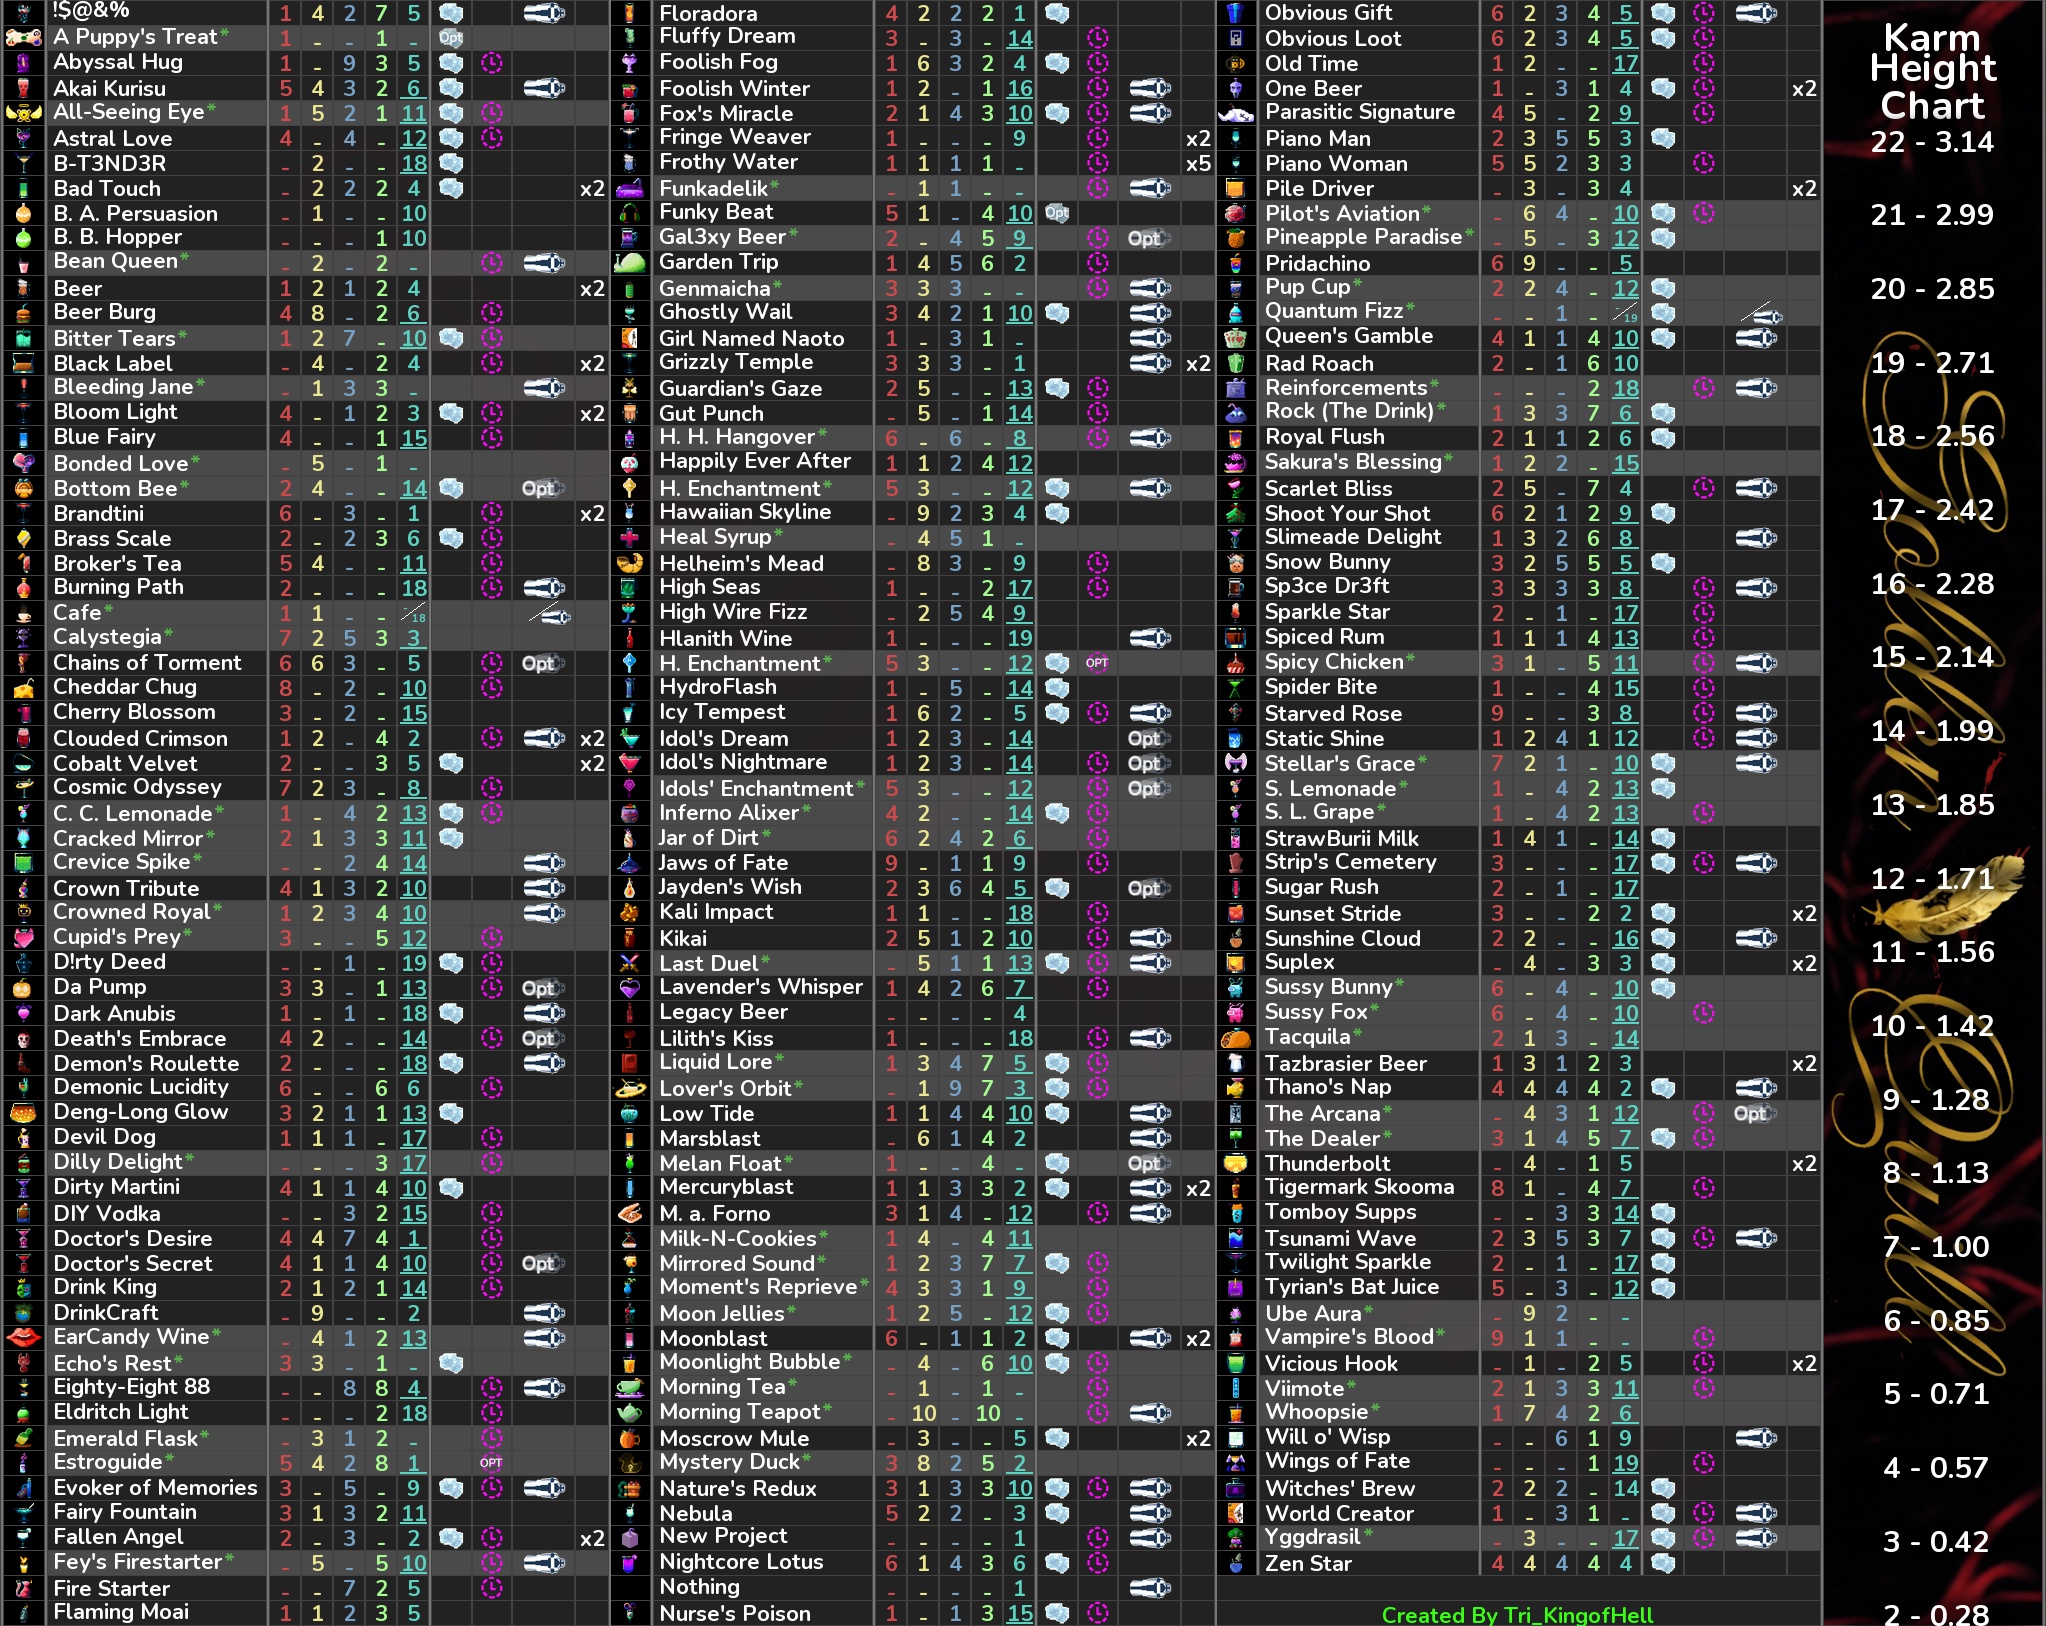 !$@&% 1 4 2 7 5
A Puppy's Treat* 1 - - 1 - Opt
Abyssal Hug 1 - 9 3 5
Akai Kurisu 5 4 3 2 6
All-Seeing Eye* 1 5 2 1 11
Astral Love 4 - 4 - 12
B-T3ND3R - 2 - - 18
Bad Touch - 2 2 2 4 x2
B. A. Persuasion - 1 - - 10
B. B. Hopper - - - 1 10
Bean Queen* - 2 - 2 -
Beer 1 2 1 2 4 x2
Beer Burg 4 8 - 2 6
Bitter Tears* 1 2 7 - 10
Black Label - 4 - 2 4 x2
Bleeding Jane* - 1 3 3 -
Bloom Light 4 - 1 2 3 x2
Blue Fairy 4 - - 1 15
Bonded Love* - 5 - 1 -
Bottom Bee* 2 4 - - 14 Opt
Brandtini 6 - 3 - 1 x2
Brass Scale 2 - 2 3 6
Broker's Tea 5 4 - - 11
Burning Path 2 - - - 18
Cafe* 1 1 - - -/18
Calystegia* 7 2 5 3 3
Chains of Torment 6 6 3 - 5 Opt
Cheddar Chug 8 - 2 - 10
Cherry Blossom 3 - 2 - 15
Clouded Crimson 1 2 - 4 2 x2
Cobalt Velvet 2 - - 3 5 x2
Cosmic Odyssey 7 2 3 - 8
C. C. Lemonade* 1 - 4 2 13
Cracked Mirror* 2 1 3 3 11
Crevice Spike* - - 2 4 14
Crown Tribute 4 1 3 2 10
Crowned Royal* 1 2 3 4 10
Cupid's Prey* 3 - - 5 12
D!rty Deed - - 1 - 19
Da Pump 3 3 - 1 13 Opt
Dark Anubis 1 - 1 - 18
Death's Embrace 4 2 - - 14 Opt
Demon's Roulette 2 - - - 18
Demonic Lucidity 6 - - 6 6
Deng-Long Glow 3 2 1 1 13
Devil Dog 1 1 1 - 17
Dilly Delight* - - - 3 17
Dirty Martini 4 1 1 4 10
DIY Vodka - - 3 2 15
Doctor's Desire 4 4 7 4 1
Doctor's Secret 4 1 1 4 10 Opt
Drink King 2 1 2 1 14
DrinkCraft - 9 - - 2
EarCandy Wine* - 4 1 2 13
Echo's Rest* 3 3 - 1 -
Eighty-Eight 88 - - 8 8 4
Eldritch Light - - - 2 18
Emerald Flask* - 3 1 2 -
Estroguide* 5 4 2 8 1 OPT
Evoker of Memories 3 - 5 - 9
Fairy Fountain 3 1 3 2 11
Fallen Angel 2 - 3 - 2 x2
Fey's Firestarter* - 5 - 5 10
Fire Starter - - 7 2 5
Flaming Moai 1 1 2 3 5
Floradora 4 2 2 2 1
Fluffy Dream 3 - 3 - 14
Foolish Fog 1 6 3 2 4
Foolish Winter 1 2 - 1 16
Fox's Miracle 2 1 4 3 10
Fringe Weaver 1 - - - 9 x2
Frothy Water 1 1 1 1 - x5
Funkadelik* - 1 1 - -
Funky Beat 5 1 - 4 10 Opt
Gal3xy Beer* 2 - 4 5 9 Opt
Garden Trip 1 4 5 6 2
Genmaicha* 3 3 3 - -
Ghostly Wail 3 4 2 1 10
Girl Named Naoto 1 - 3 1 -
Grizzly Temple 3 3 3 - 1 x2
Guardian's Gaze 2 5 - - 13
Gut Punch - 5 - 1 14
H. H. Hangover* 6 - 6 - 8
Happily Ever After 1 1 2 4 12
H. Enchantment* 5 3 - - 12
Hawaiian Skyline - 9 2 3 4
Heal Syrup* - 4 5 1 -
Helheim's Mead - 8 3 - 9
High Seas 1 - - 2 17
High Wire Fizz - 2 5 4 9
Hlanith Wine 1 - - - 19
H. Enchantment* 5 3 - - 12 OPT
HydroFlash 1 - 5 - 14
Icy Tempest 1 6 2 - 5
Idol's Dream 1 2 3 - 14 Opt
Idol's Nightmare 1 2 3 - 14 Opt
Idols' Enchantment* 5 3 - - 12 Opt
Inferno Alixer* 4 2 - - 14
Jar of Dirt* 6 2 4 2 6
Jaws of Fate 9 - 1 1 9
Jayden's Wish 2 3 6 4 5 Opt
Kali Impact 1 1 - - 18
Kikai 2 5 1 2 10
Last Duel* - 5 1 1 13
Lavender's Whisper 1 4 2 6 7
Legacy Beer - - - - 4
Lilith's Kiss 1 - - - 18
Liquid Lore* 1 3 4 7 5
Lover's Orbit* - 1 9 7 3
Low Tide 1 1 4 4 10
Marsblast - 6 1 4 2
Melan Float* 1 - - 4 - Opt
Mercuryblast 1 1 3 3 2 x2
M. a. Forno 3 1 4 - 12
Milk-N-Cookies* 1 4 - 4 11
Mirrored Sound* 1 2 3 7 7
Moment's Reprieve* 4 3 3 1 9
Moon Jellies* 1 2 5 - 12
Moonblast 6 - 1 1 2 x2
Moonlight Bubble* - 4 - 6 10
Morning Tea* - 1 - 1 -
Morning Teapot* - 10 - 10 -
Moscrow Mule - 3 - - 5 x2
Mystery Duck* 3 8 2 5 2
Nature's Redux 3 1 3 3 10
Nebula 5 2 2 - 3
New Project - - - - 1
Nightcore Lotus 6 1 4 3 6
Nothing - - - - 1
Nurse's Poison 1 - 1 3 15
Obvious Gift 6 2 3 4 5
Obvious Loot 6 2 3 4 5
Old Time 1 2 - - 17
One Beer 1 - 3 1 4 x2
Parasitic Signature 4 5 - 2 9
Piano Man 2 3 5 5 3
Piano Woman 5 5 2 3 3
Pile Driver - 3 - 3 4 x2
Pilot's Aviation* - 6 4 - 10
Pineapple Paradise* - 5 - 3 12
Pridachino 6 9 - - 5
Pup Cup* 2 2 4 - 12
Quantum Fizz* - - 1 - -/19
Queen's Gamble 4 1 1 4 10
Rad Roach 2 - 1 6 10
Reinforcements* - - - 2 18
Rock (The Drink)* 1 3 3 7 6
Royal Flush 2 1 1 2 6
Sakura's Blessing* 1 2 2 - 15
Scarlet Bliss 2 5 - 7 4
Shoot Your Shot 6 2 1 2 9
Slimeade Delight 1 3 2 6 8
Snow Bunny 3 2 5 5 5
Sp3ce Dr3ft 3 3 3 3 8
Sparkle Star 2 - 1 - 17
Spiced Rum 1 1 1 4 13
Spicy Chicken* 3 1 - 5 11
Spider Bite 1 - - 4 15
Starved Rose 9 - - 3 8
Static Shine 1 2 4 1 12
Stellar's Grace* 7 2 1 - 10
S. Lemonade* 1 - 4 2 13
S. L. Grape* 1 - 4 2 13
StrawBurii Milk 1 4 1 - 14
Strip's Cemetery 3 - - - 17
Sugar Rush 2 - 1 - 17
Sunset Stride 3 - - 2 2 x2
Sunshine Cloud 2 2 - - 16
Suplex - 4 - 3 3 x2
Sussy Bunny* 6 - 4 - 10
Sussy Fox* 6 - 4 - 10
Tacquila* 2 1 3 - 14
Tazbrasier Beer 1 3 1 2 3 x2
Thano's Nap 4 4 4 4 2
The Arcana* - 4 3 1 12 Opt
The Dealer* 3 1 4 5 7
Thunderbolt - 4 - 1 5 x2
Tigermark Skooma 8 1 - 4 7
Tomboy Supps - - 3 3 14
Tsunami Wave 2 3 5 3 7
Twilight Sparkle 2 - 1 - 17
Tyrian's Bat Juice 5 - 3 - 12
Ube Aura* - 9 2 - -
Vampire's Blood* 9 1 1 - -
Vicious Hook - 1 - 2 5 x2
Viimote* 2 1 3 3 11
Whoopsie* 1 7 4 2 6
Will o' Wisp - - 6 1 9
Wings of Fate - - - 1 19
Witches' Brew 2 2 2 - 14
World Creator 1 - 3 1 -
Yggdrasil* - 3 - - 17
Zen Star 4 4 4 4 4
Created By Tri_KingofHell
Karm
Height
Chart
22 - 3.14
21 - 2.99
20 - 2.85
19 - 2.71
18 - 2.56
17 - 2.42
16 - 2.28
15 - 2.14
14 - 1.99
13 - 1.85
12 - 1.71
11 - 1.56
10 - 1.42
9 - 1.28
8 - 1.13
7 - 1.00
6 - 0.85
5 - 0.71
4 - 0.57
3 - 0.42
2 - 0.28
Golden Quill